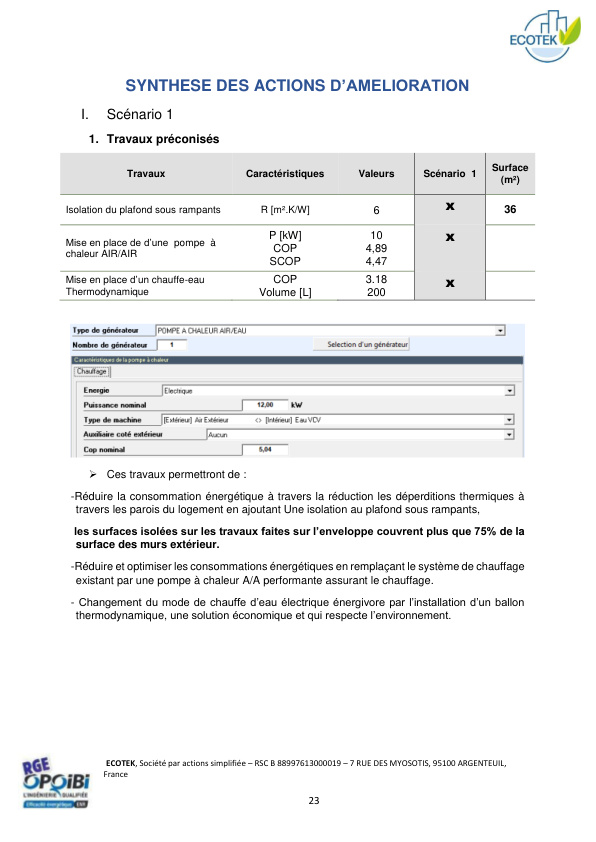 ECOTEK
SYNTHESE DES ACTIONS D'AMELIORATION
I. Scénario 1
1. Travaux préconisés
Travaux Caractéristiques Valeurs Scénario 1 Surface (m²)
Isolation du plafond sous rampants R [m².K/W] 6 x 36
Mise en place de d'une pompe à chaleur AIR/AIR P [kW] 10 x
COP 4,89
SCOP 4,47
Mise en place d'un chauffe-eau Thermodynamique COP 3.18 x
Volume [L] 200
Type de générateur POMPE A CHALEUR AIR/EAU
Nombre de générateur 1 Selection d'un générateur
Caractéristiques de la pompe à chaleur
Chauffage
Energie Electrique
Puissance nominal 12,00 kW
Type de machine [Extérieur] Air Extérieur <> [Intérieur] Eau VCV
Auxiliaire coté extérieur Aucun
Cop nominal 5,04
➢ Ces travaux permettront de :
-Réduire la consommation énergétique à travers la réduction les déperditions thermiques à
travers les parois du logement en ajoutant Une isolation au plafond sous rampants,
les surfaces isolées sur les travaux faites sur l'enveloppe couvrent plus que 75% de la
surface des murs extérieur.
-Réduire et optimiser les consommations énergétiques en remplaçant le système de chauffage
existant par une pompe à chaleur A/A performante assurant le chauffage.
- Changement du mode de chauffe d'eau électrique énergivore par l'installation d'un ballon
thermodynamique, une solution économique et qui respecte l'environnement.
RGE
OPQIBI
L'INGÉNIERIE QUALIFIÉE
Efficacité énergétique ENR
ECOTEK, Société par actions simplifiée – RSC B 88997613000019 – 7 RUE DES MYOSOTIS, 95100 ARGENTEUIL,
France
23